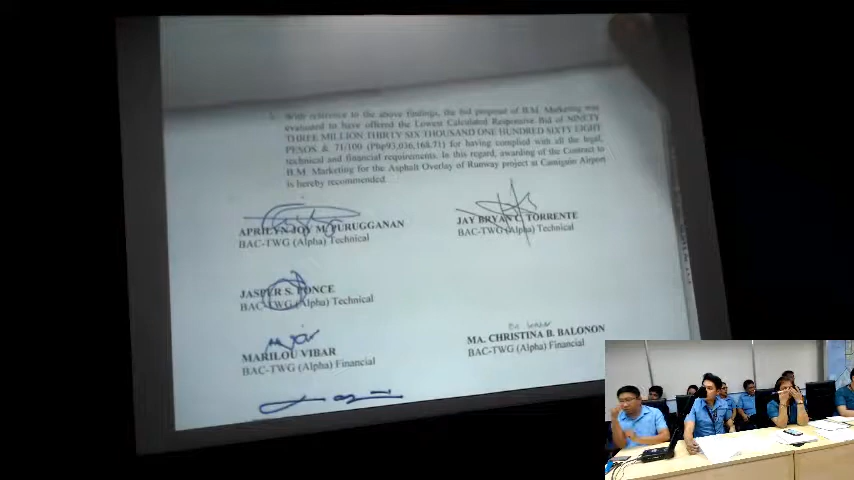 With reference to the above findings, the bid proposal of B.M. Marketing was
evaluated to have offered the Lowest Calculated Responsive Bid of NINETY
THREE MILLION THIRTY SIX THOUSAND ONE HUNDRED SIXTY EIGHT
PESOS & 71/100 (Php93,036,168.71) for having complied with all the legal,
technical and financial requirements. In this regard, awarding of the Contract to
B.M. Marketing for the Asphalt Overlay of Runway project at Camiguin Airport
is hereby recommended.
APRILYN JOY M. PURUGGANAN
BAC-TWG (Alpha) Technical
JAY BRYAN C. TORRENTE
BAC-TWG (Alpha) Technical
JASPER S. PONCE
BAC-TWG (Alpha) Technical
MARILOU VIBAR
BAC-TWG (Alpha) Financial
MA. CHRISTINA B. BALONON
BAC-TWG (Alpha) Financial